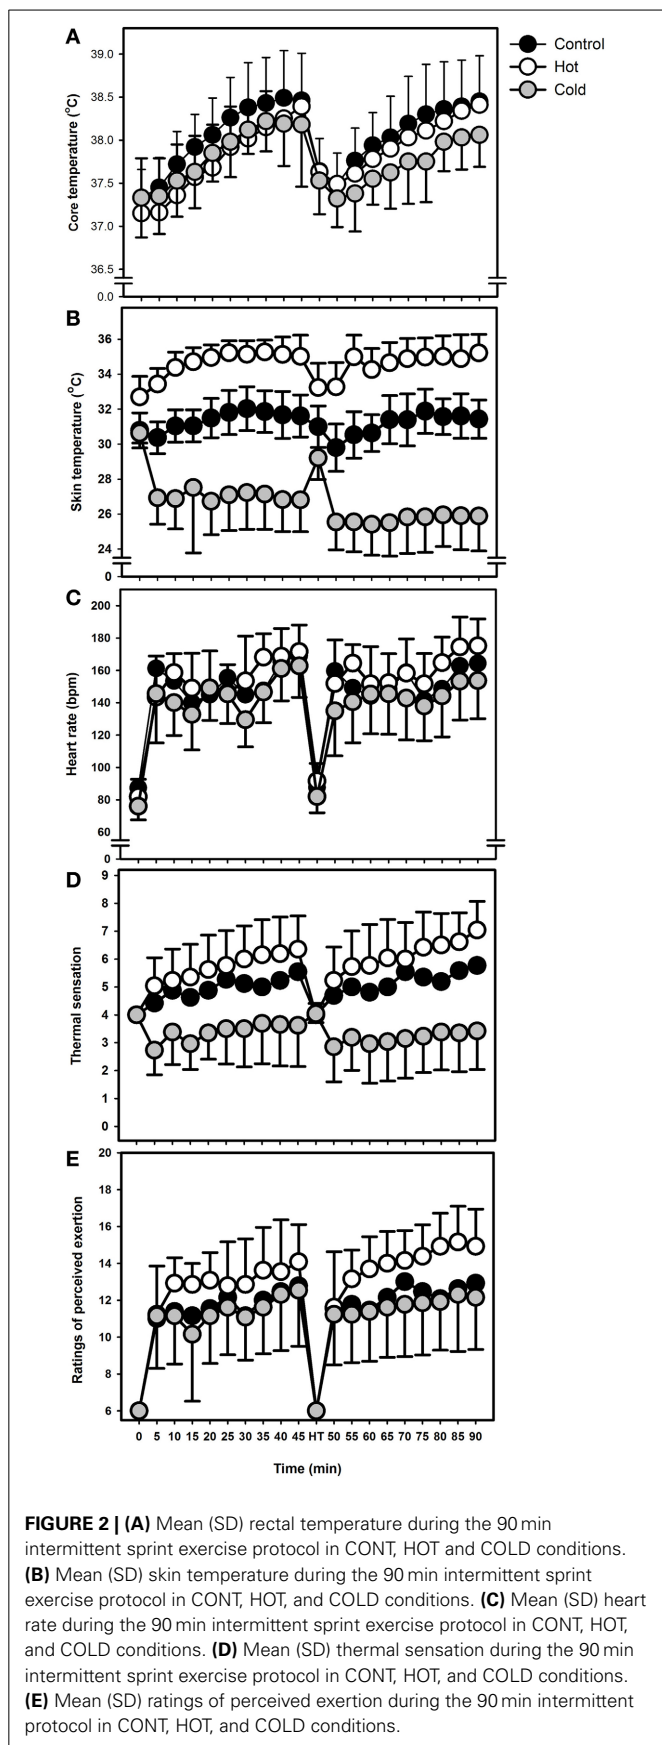 A
Core temperature (°C)
39.0
38.5
38.0
37.5
37.0
36.5
0.0
Control
Hot
Cold
B
Skin temperature (°C)
36
34
32
30
28
26
24
0
C
Heart rate (bpm)
200
180
160
140
120
100
80
60
0
D
Thermal sensation
9
8
7
6
5
4
3
2
1
0
E
Ratings of perceived exertion
20
18
16
14
12
10
8
6
0 5 10 15 20 25 30 35 40 45 HT 50 55 60 65 70 75 80 85 90
Time (min)
FIGURE 2 | (A) Mean (SD) rectal temperature during the 90 min
intermittent sprint exercise protocol in CONT, HOT and COLD conditions.
(B) Mean (SD) skin temperature during the 90 min intermittent sprint
exercise protocol in CONT, HOT, and COLD conditions. (C) Mean (SD) heart
rate during the 90 min intermittent sprint exercise protocol in CONT, HOT,
and COLD conditions. (D) Mean (SD) thermal sensation during the 90 min
intermittent sprint exercise protocol in CONT, HOT, and COLD conditions.
(E) Mean (SD) ratings of perceived exertion during the 90 min intermittent
protocol in CONT, HOT, and COLD conditions.